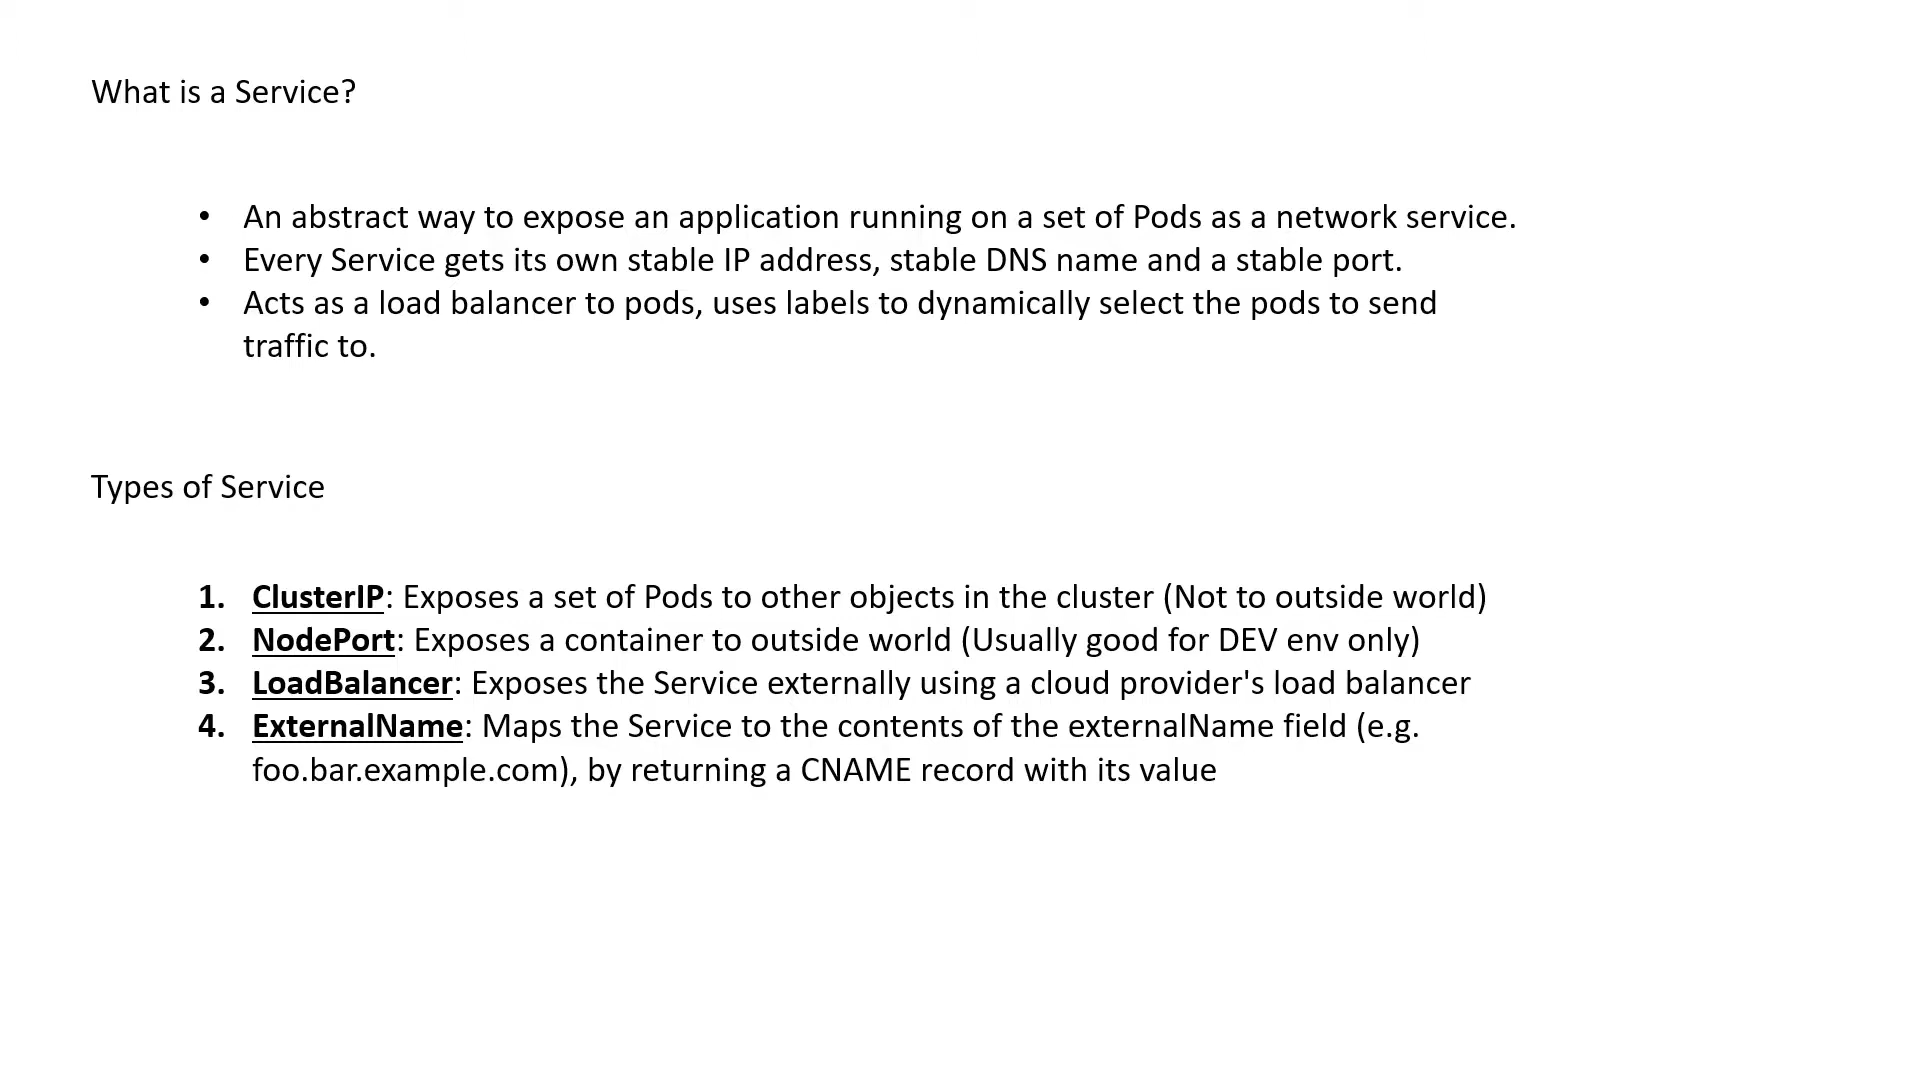 What is a Service?
• An abstract way to expose an application running on a set of Pods as a network service.
• Every Service gets its own stable IP address, stable DNS name and a stable port.
• Acts as a load balancer to pods, uses labels to dynamically select the pods to send
traffic to.
Types of Service
1. ClusterIP: Exposes a set of Pods to other objects in the cluster (Not to outside world)
2. NodePort: Exposes a container to outside world (Usually good for DEV env only)
3. LoadBalancer: Exposes the Service externally using a cloud provider's load balancer
4. ExternalName: Maps the Service to the contents of the externalName field (e.g.
foo.bar.example.com), by returning a CNAME record with its value